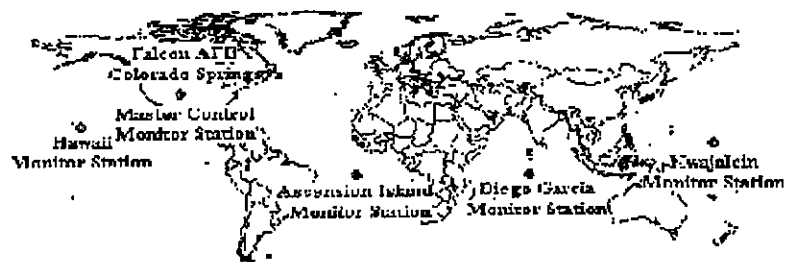 Falcon AFB
Colorado Springs
Master Control
Monitor Station
Hawaii
Monitor Station
Ascension Island
Monitor Station
Diego Garcia
Monitor Station
Kwajalein
Monitor Station